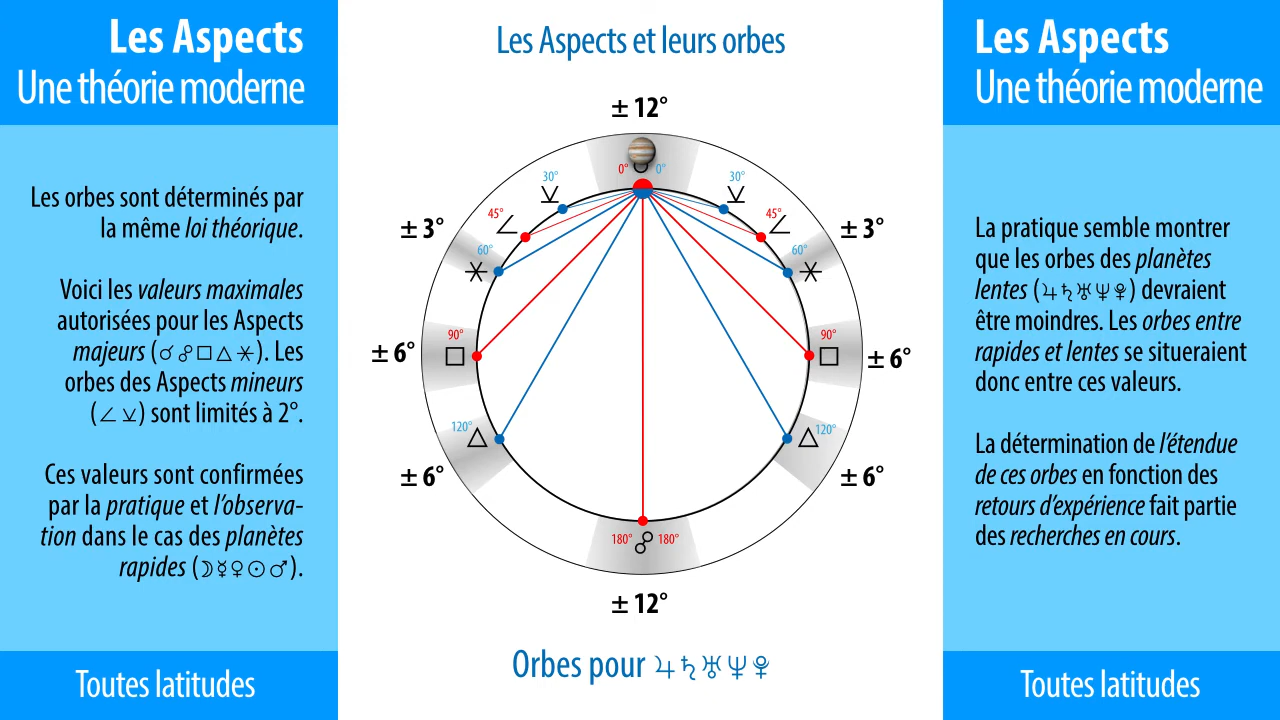 Les Aspects
Une théorie moderne
Les orbes sont déterminés par
la même loi théorique.
Voici les valeurs maximales
autorisées pour les Aspects
majeurs (☌☍□△⚹). Les
orbes des Aspects mineurs
(∠⚺) sont limités à 2°.
Ces valeurs sont confirmées
par la pratique et l'observa-
tion dans le cas des planètes
rapides (☽☿♀☉♂).
Toutes latitudes
Les Aspects et leurs orbes
± 12°
0° ☌ 0°
30° ⚺
30° ⚺
45° ∠
45° ∠
± 3°
± 3°
60° ⚹
60° ⚹
90° □
90° □
± 6°
± 6°
120° △
△ 120°
± 6°
± 6°
180° ☍ 180°
± 12°
Orbes pour ♃♄♅♆⯓
Les Aspects
Une théorie moderne
La pratique semble montrer
que les orbes des planètes
lentes (♃♄♅♆⯓) devraient
être moindres. Les orbes entre
rapides et lentes se situeraient
donc entre ces valeurs.
La détermination de l'étendue
de ces orbes en fonction des
retours d'expérience fait partie
des recherches en cours.
Toutes latitudes